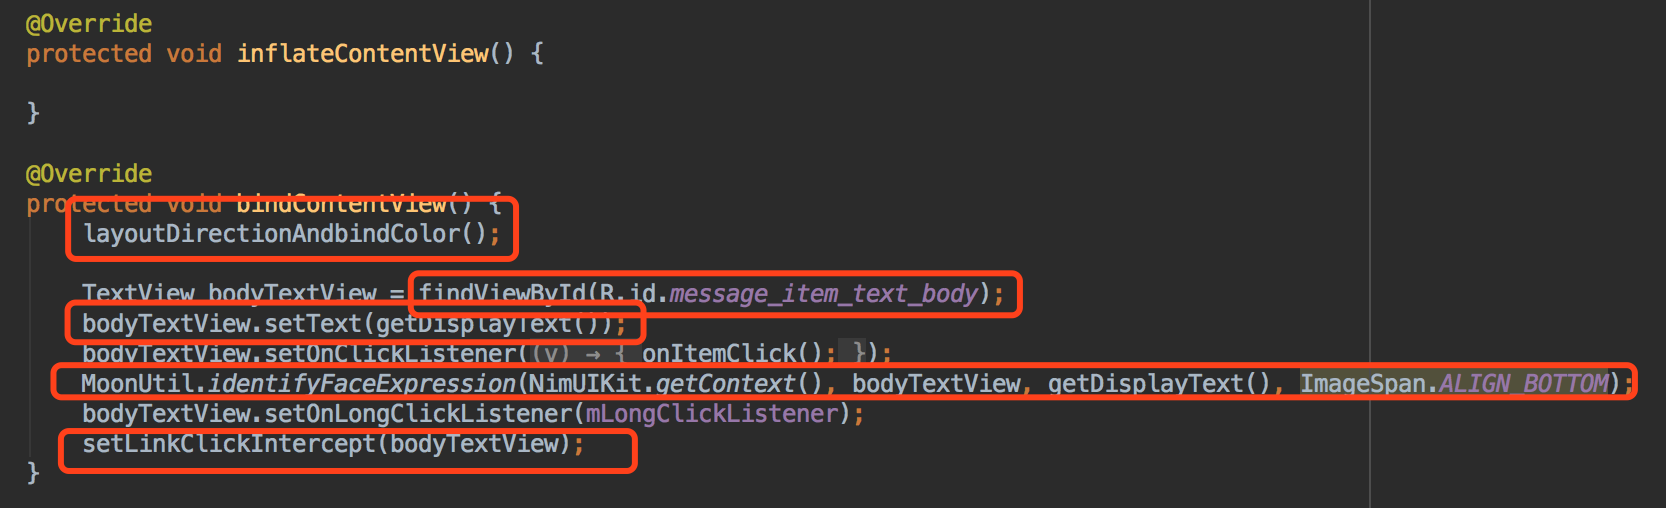 @Override
protected void inflateContentView() {
}
@Override
protected void bindContentView() {
layoutDirectionAndbindColor();
TextView bodyTextView = findViewById(R.id.message_item_text_body);
bodyTextView.setText(getDisplayText());
bodyTextView.setOnClickListener((v) → { onItemClick(); });
MoonUtil.identifyFaceExpression(NimUIKit.getContext(), bodyTextView, getDisplayText(), ImageSpan.ALIGN_BOTTOM);
bodyTextView.setOnLongClickListener(mLongClickListener);
setLinkClickIntercept(bodyTextView);
}